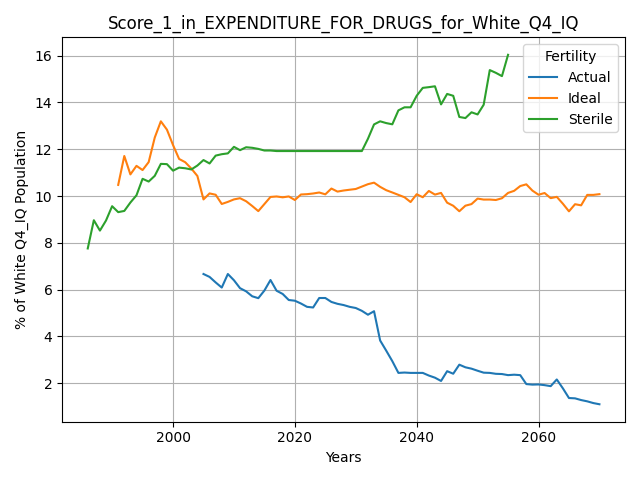 Score_1_in_EXPENDITURE_FOR_DRUGS_for_White_Q4_IQ
Fertility
Actual
Ideal
Sterile
% of White Q4_IQ Population
16
14
12
10
8
6
4
2
2000
2020
2040
2060
Years